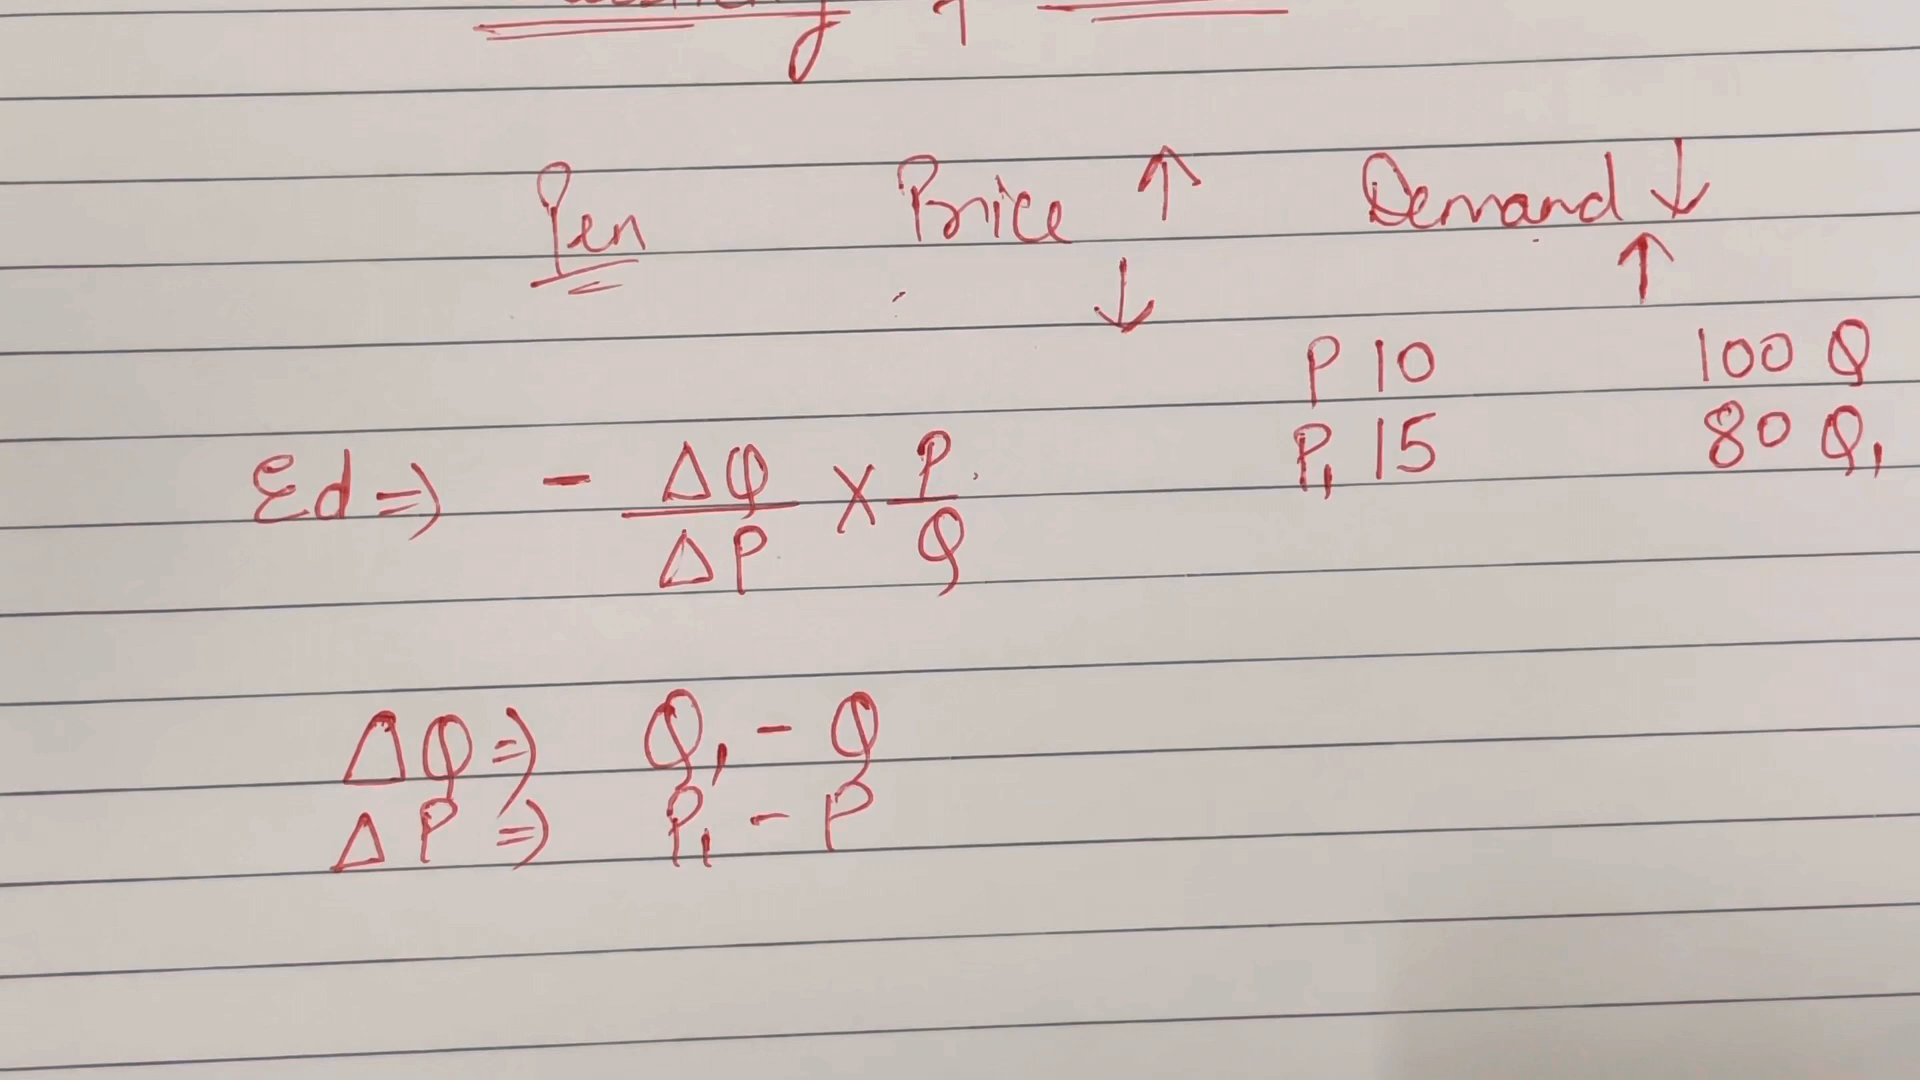 Pen Price ↑ Demand ↓
↓ ↑
P 10 100 Q
P₁ 15 80 Q₁
Ed ⇒ - ΔQ/ΔP × P/Q
ΔQ ⇒ Q₁ - Q
ΔP ⇒ P₁ - P